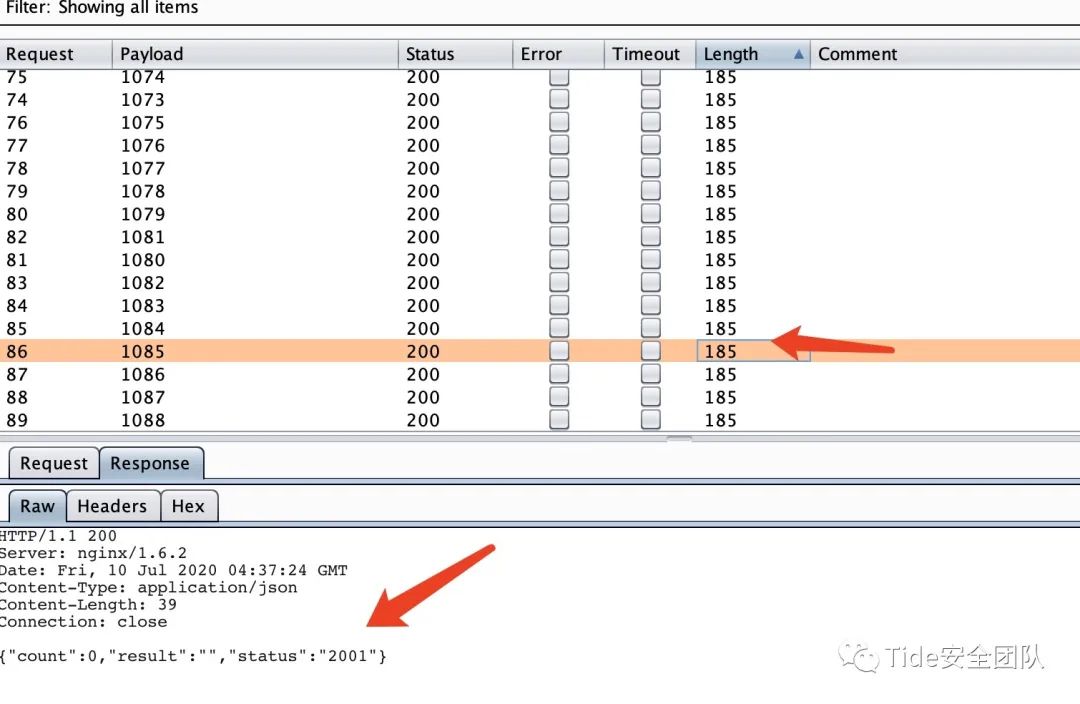 Filter: Showing all items
Request Payload Status Error Timeout Length Comment
75 1074 200 185
74 1073 200 185
76 1075 200 185
77 1076 200 185
78 1077 200 185
79 1078 200 185
80 1079 200 185
82 1081 200 185
81 1080 200 185
83 1082 200 185
84 1083 200 185
85 1084 200 185
86 1085 200 185
87 1086 200 185
88 1087 200 185
89 1088 200 185
Request Response
Raw Headers Hex
HTTP/1.1 200
Server: nginx/1.6.2
Date: Fri, 10 Jul 2020 04:37:24 GMT
Content-Type: application/json
Content-Length: 39
Connection: close
{"count":0,"result":"","status":"2001"}
Tide安全团队